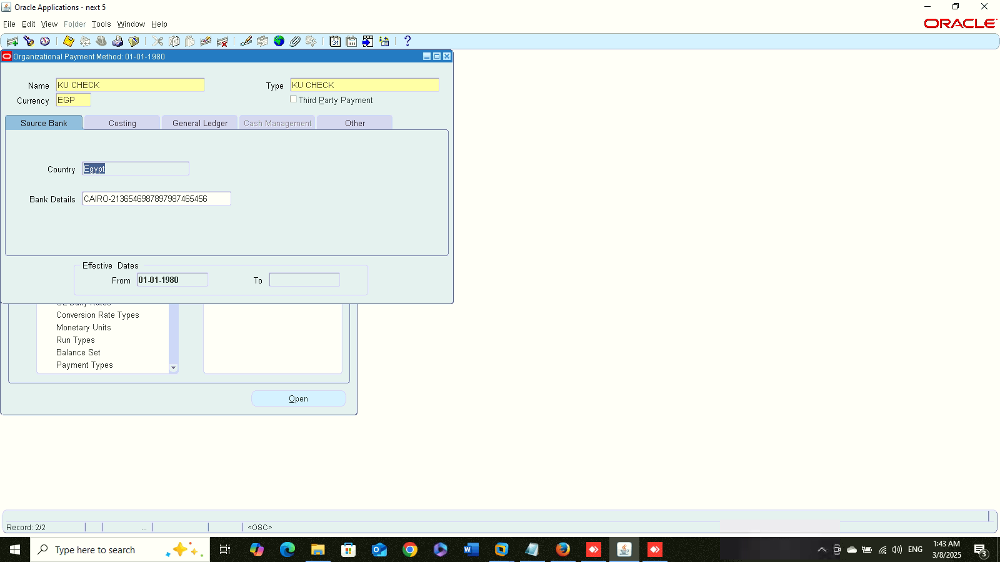 Oracle Applications - next 5
File Edit View Folder Tools Window Help
ORACLE
31
?
Organizational Payment Method: 01-01-1980
Name KU CHECK Type KU CHECK
Currency EGP Third Party Payment
Source Bank Costing General Ledger Cash Management Other
Country Egypt
Bank Details CAIRO-2136546987897987465456
Effective Dates
From 01-01-1980 To
Conversion Rate Types
Monetary Units
Run Types
Balance Set
Payment Types
Open
Record: 2/2 ... <OSC>
Type here to search
ENG
1:43 AM
3/8/2025
3